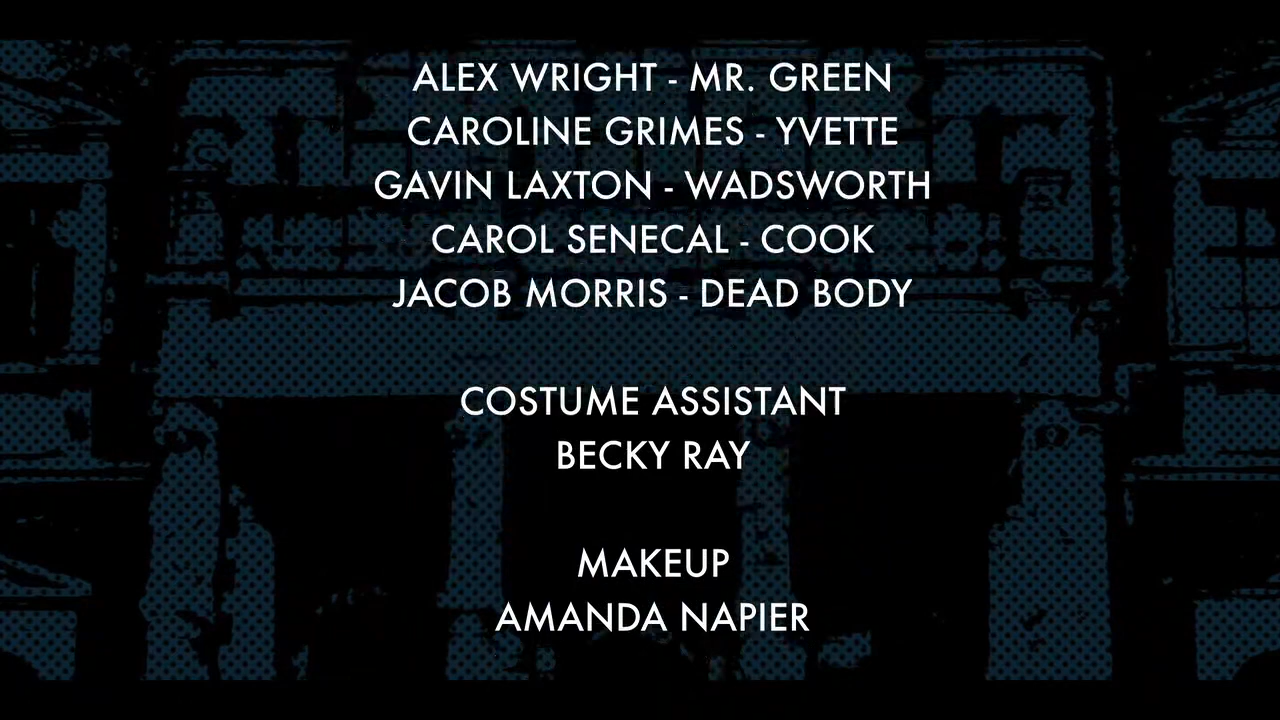 ALEX WRIGHT - MR. GREEN
CAROLINE GRIMES - YVETTE
GAVIN LAXTON - WADSWORTH
CAROL SENECAL - COOK
JACOB MORRIS - DEAD BODY
COSTUME ASSISTANT
BECKY RAY
MAKEUP
AMANDA NAPIER